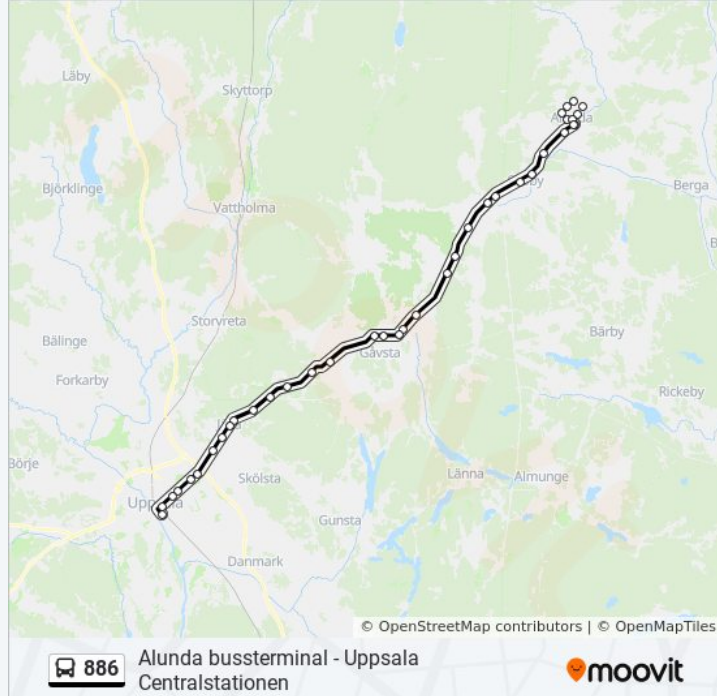 Läby
Skyttorp
Björklinge
Berga
Vattholma
Storvreta
Bälinge
Bärby
Gåvsta
Forkarby
Rickeby
Börje
Skölsta
Länna
Almunge
Gunsta
Danmark
© OpenStreetMap contributors | © OpenMapTiles
886
Alunda bussterminal - Uppsala
Centralstationen
moovit